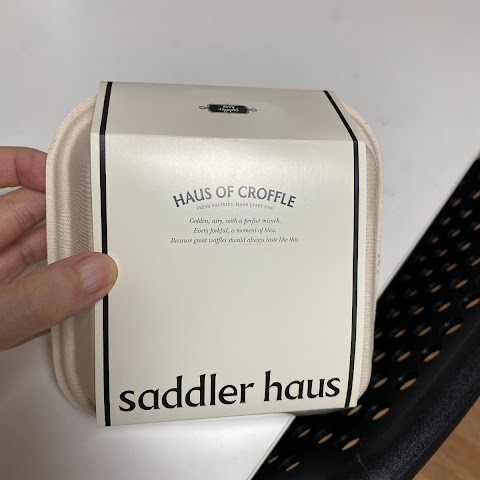 HAUS OF CROFFLE
FRESH PASTRIES, MADE EVERY DAY
Golden, airy, with a perfect munch.
Every forkful, a moment of bliss.
Because great waffles should always taste like this
saddler haus